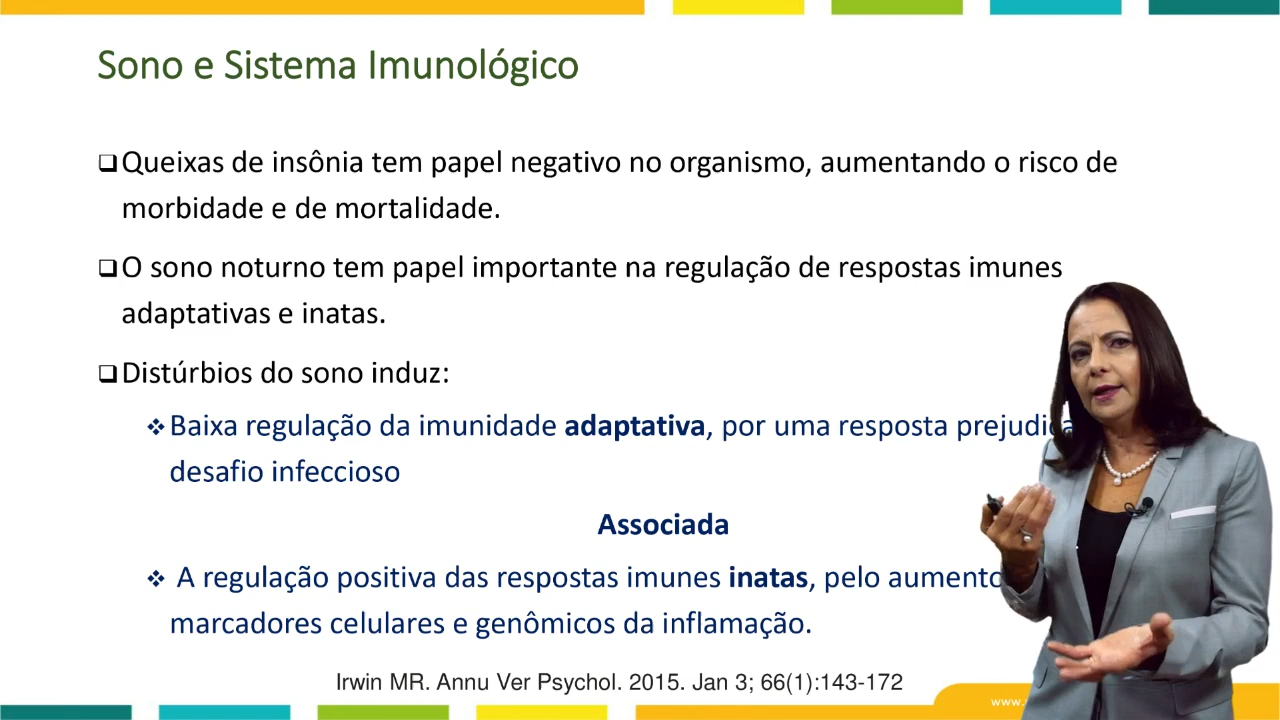 Sono e Sistema Imunológico
Queixas de insônia tem papel negativo no organismo, aumentando o risco de
morbidade e de mortalidade.
O sono noturno tem papel importante na regulação de respostas imunes
adaptativas e inatas.
Distúrbios do sono induz:
Baixa regulação da imunidade adaptativa, por uma resposta
desafio infeccioso
Associada
A regulação positiva das respostas imunes inatas, pelo aumento
marcadores celulares e genômicos da inflamação.
Irwin MR. Annu Ver Psychol. 2015. Jan 3; 66(1):143-172
www.